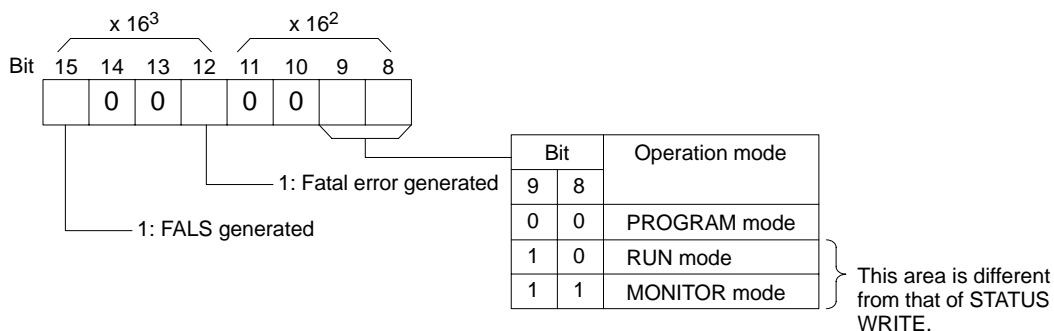 x 16³ x 16²
Bit 15 14 13 12 11 10 9 8
0 0 0 0
Bit Operation mode
9 8
0 0 PROGRAM mode
1 0 RUN mode
1 1 MONITOR mode
1: Fatal error generated
1: FALS generated
This area is different
from that of STATUS
WRITE.